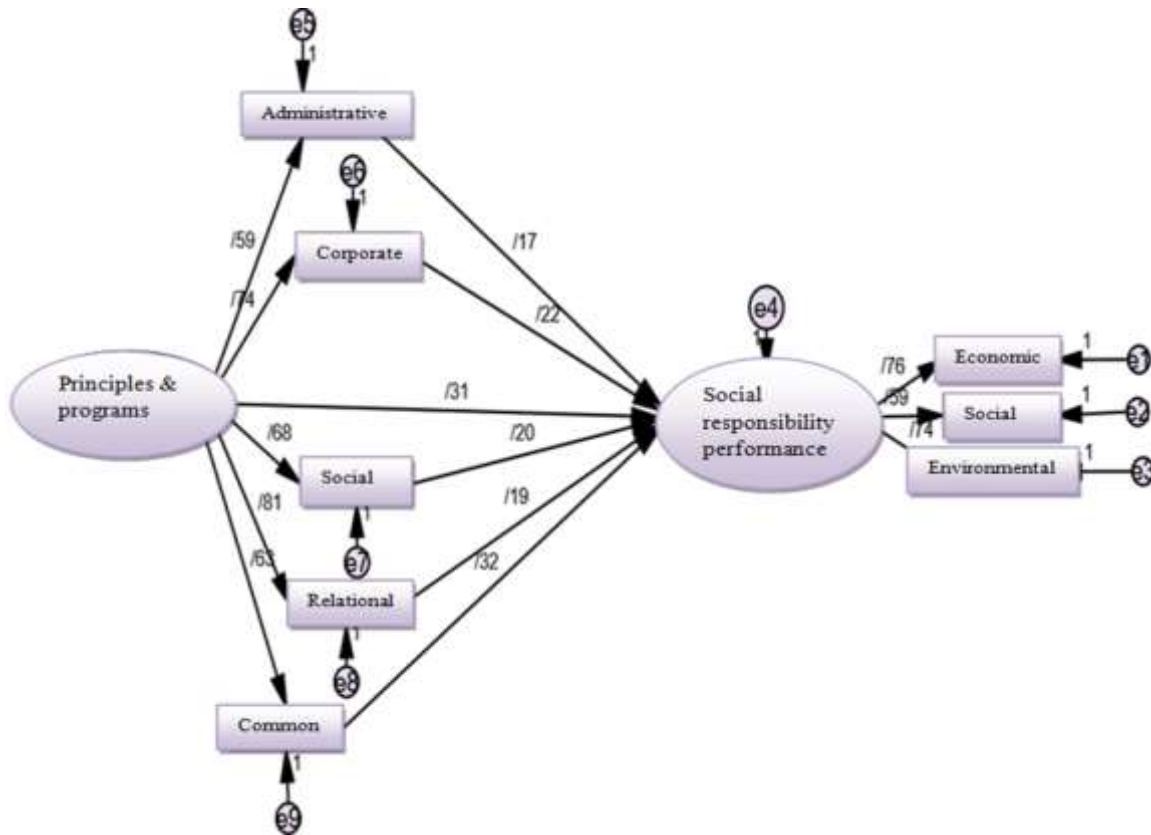 e5
1
Administrative
e6
1
/59
/17
Corporate
/74
/22
e4
1
Principles &
programs
/31
Social
responsibility
performance
/76
Economic
1
e1
/59
Social
1
e2
/74
Environmental
1
e3
/68
/20
Social
1
/81
/19
e7
/63
/32
Relational
1
e8
Common
1
e9